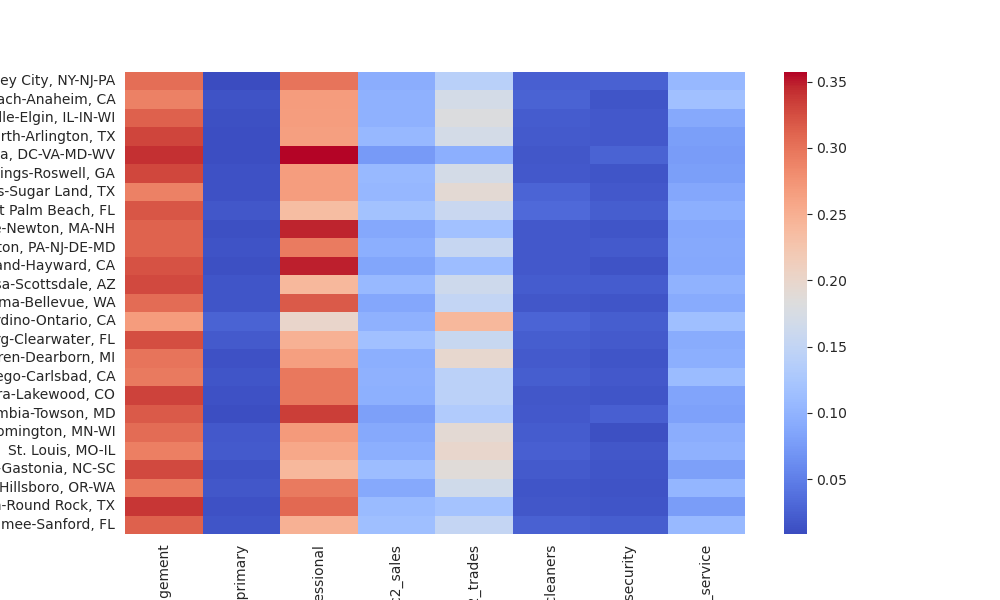 ey City, NY-NJ-PA
ach-Anaheim, CA
lle-Elgin, IL-IN-WI
rth-Arlington, TX
a, DC-VA-MD-WV
ings-Roswell, GA
s-Sugar Land, TX
t Palm Beach, FL
e-Newton, MA-NH
ton, PA-NJ-DE-MD
and-Hayward, CA
sa-Scottsdale, AZ
ma-Bellevue, WA
rdino-Ontario, CA
rg-Clearwater, FL
ren-Dearborn, MI
ego-Carlsbad, CA
ra-Lakewood, CO
mbia-Towson, MD
omington, MN-WI
St. Louis, MO-IL
-Gastonia, NC-SC
Hillsboro, OR-WA
n-Round Rock, TX
mee-Sanford, FL
gement
primary
essional
t2_sales
2_trades
cleaners
security
_service
0.35
0.30
0.25
0.20
0.15
0.10
0.05